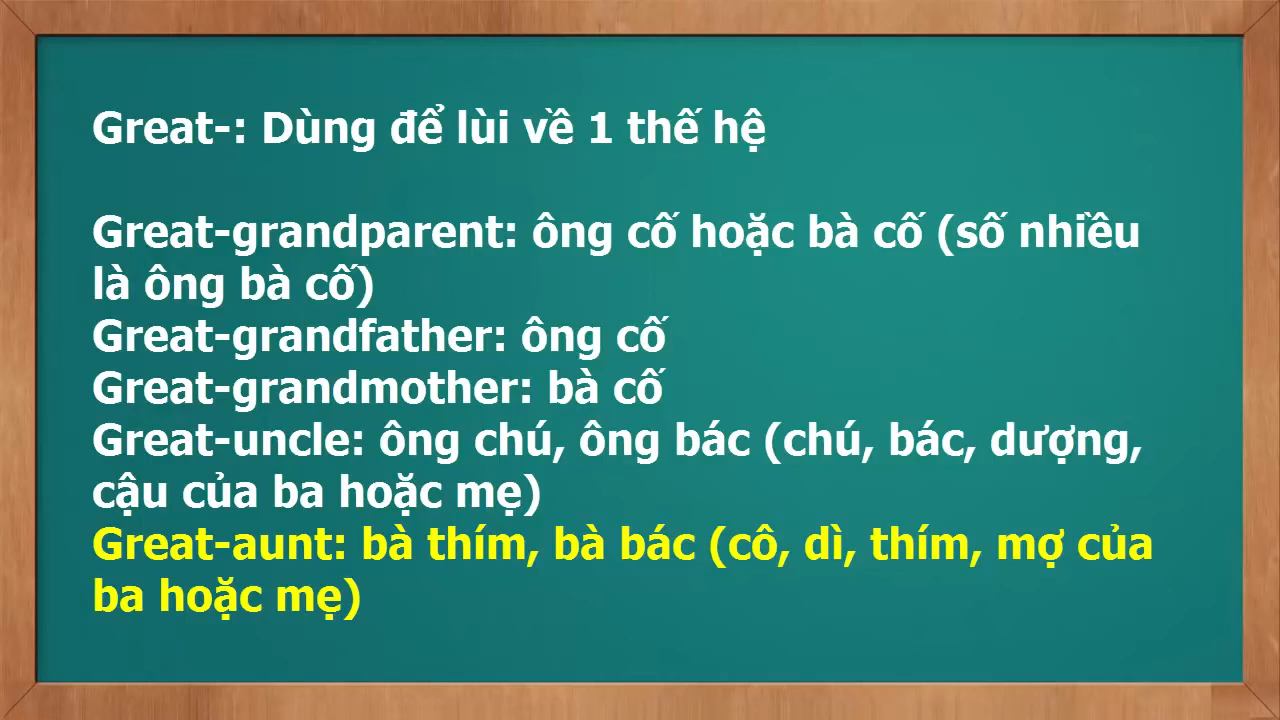 Great-: Dùng để lùi về 1 thế hệ
Great-grandparent: ông cố hoặc bà cố (số nhiều
là ông bà cố)
Great-grandfather: ông cố
Great-grandmother: bà cố
Great-uncle: ông chú, ông bác (chú, bác, dượng,
cậu của ba hoặc mẹ)
Great-aunt: bà thím, bà bác (cô, dì, thím, mợ của
ba hoặc mẹ)